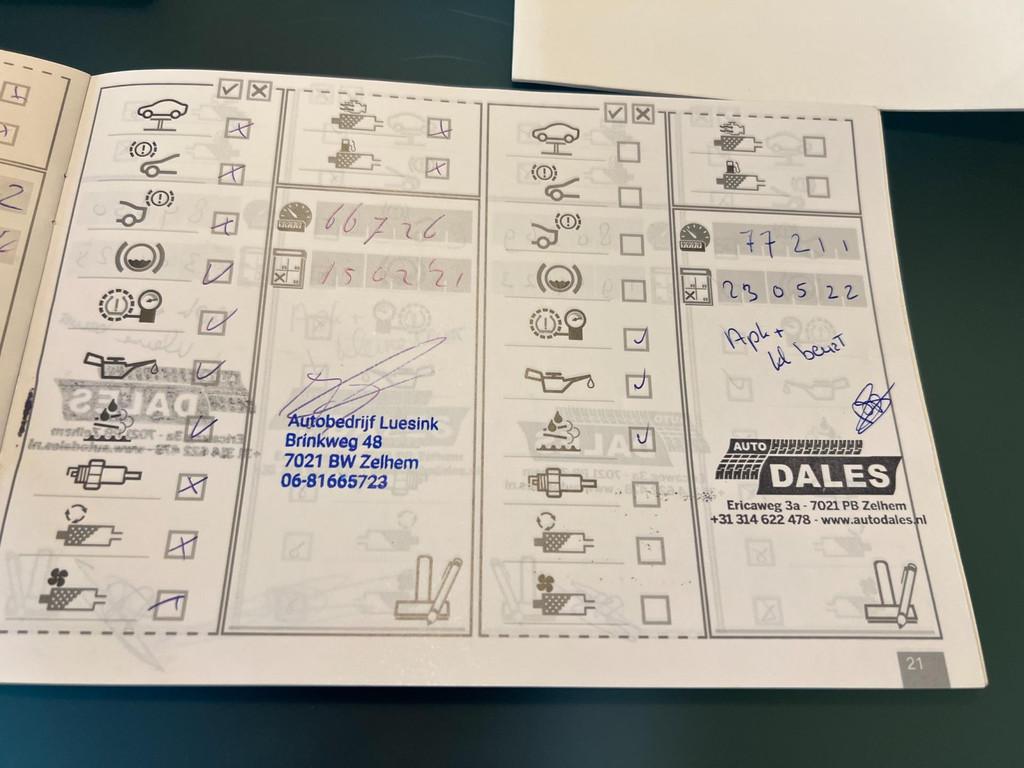 66726
150221
Autobedrijf Luesink
Brinkweg 48
7021 BW Zelhem
06-81665723
77211
230522
Apk +
kl beurt
AUTO
DALES
Ericaweg 3a - 7021 PB Zelhem
+31 314 622 478 - www.autodales.nl
21